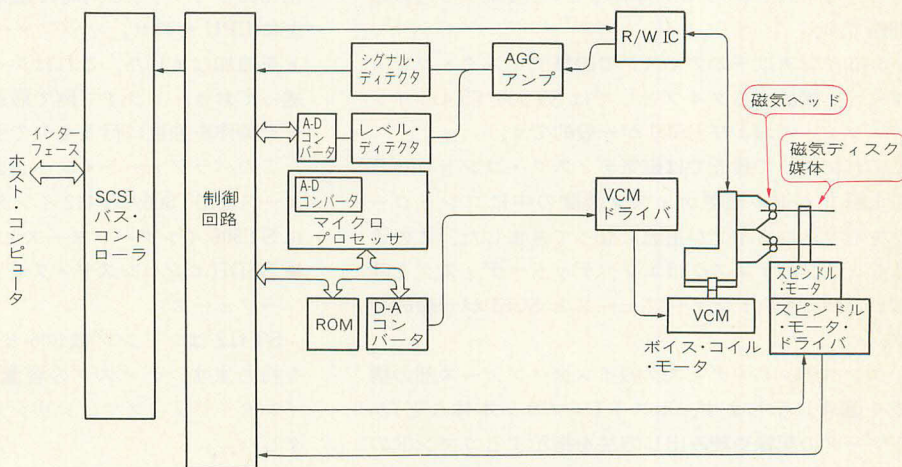 ホスト・コンピュータ
インター
フェース
SCSI
バス・コント
ローラ
制御
回路
シグナル・
ディテクタ
AGC
アンプ
R/W IC
A-D
コン
バータ
レベル・
ディテクタ
A-D
コンバータ
マイクロ
プロセッサ
ROM
D-A
コン
バータ
VCM
ドライバ
磁気ヘッド
磁気ディスク
媒体
VCM
ボイス・コイル
・モータ
スピンドル
・モータ
スピンドル
・モータ・
ドライバ